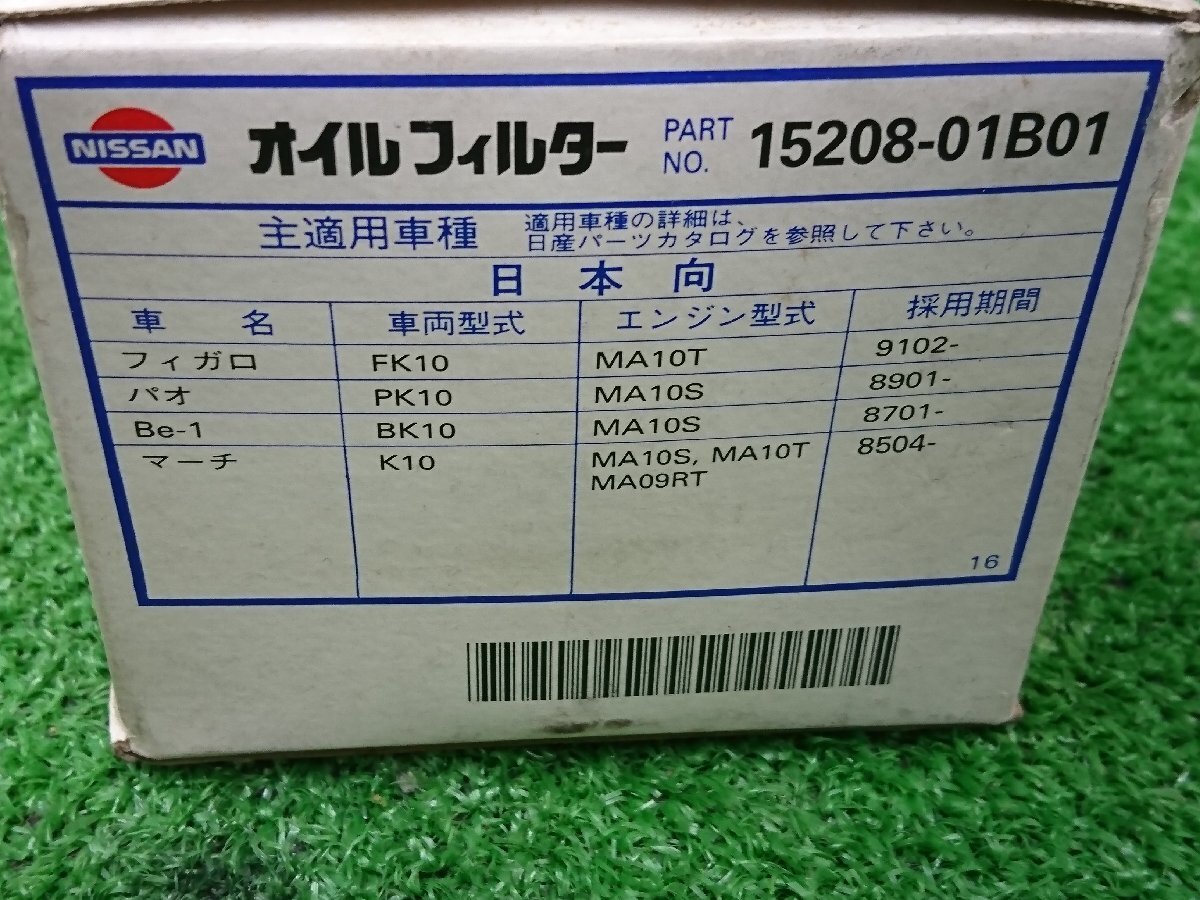 NISSAN オイルフィルター PART NO. 15208-01B01
主適用車種 適用車種の詳細は、
日産パーツカタログを参照して下さい。
日本向
車名 車両型式 エンジン型式 採用期間
フィガロ FK10 MA10T 9102-
パオ PK10 MA10S 8901-
Be-1 BK10 MA10S 8701-
マーチ K10 MA10S, MA10T 8504-
MA09RT
16